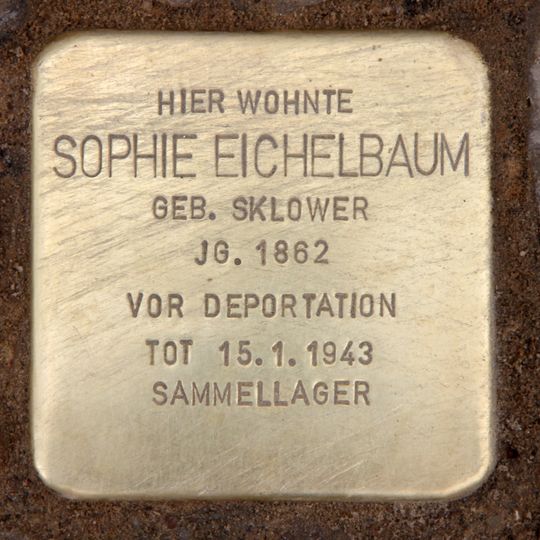 HIER WOHNTE
SOPHIE EICHELBAUM
GEB. SKLOWER
JG. 1862
VOR DEPORTATION
TOT 15.1.1943
SAMMELLAGER